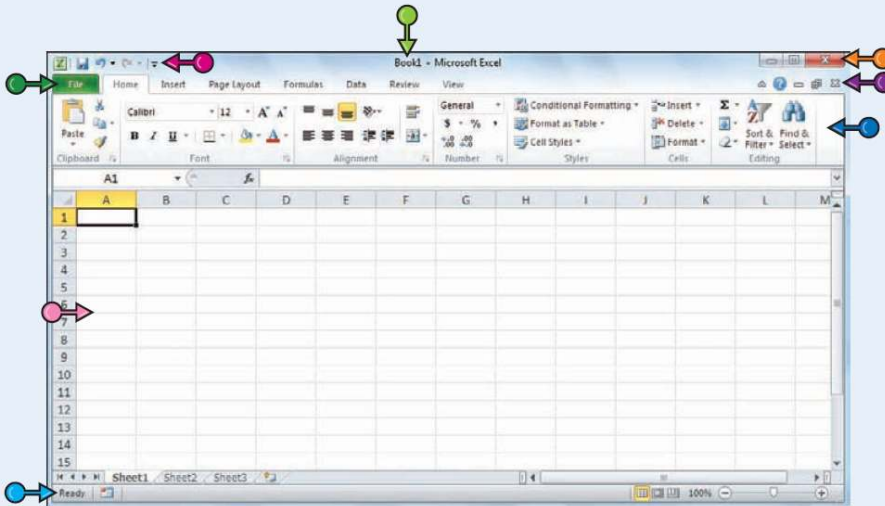 Book1 - Microsoft Excel
File Home Insert Page Layout Formulas Data Review View
Calibri 12 A A General Conditional Formatting Insert Σ
Paste B I U A $ % , Format as Table Delete Sort & Find &
Cell Styles Format Filter Select
Clipboard Font Alignment Number Styles Cells Editing
A1 fx
A B C D E F G H I J K L M
1
2
3
4
5
6
7
8
9
10
11
12
13
14
15
Sheet1 Sheet2 Sheet3
Ready 100%